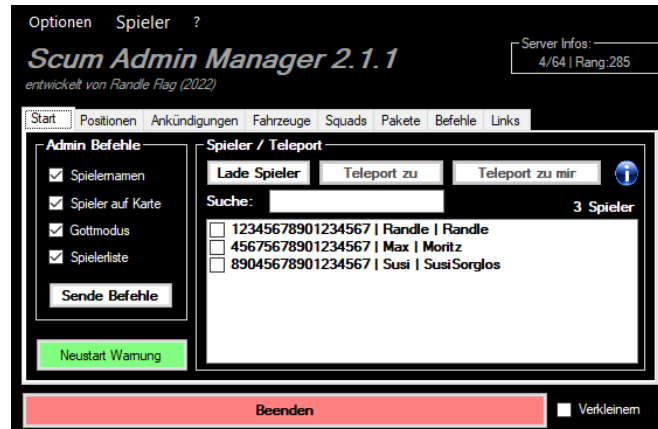 Optionen Spieler ?
Scum Admin Manager 2.1.1
entwickelt von Randle Flag (2022)
Server Infos:
4/64 | Rang:285
Start Positionen Ankündigungen Fahrzeuge Squads Pakete Befehle Links
Admin Befehle
Spielernamen
Spieler auf Karte
Gottmodus
Spielerliste
Sende Befehle
Neustart Warnung
Spieler / Teleport
Lade Spieler Teleport zu Teleport zu mir i
Suche:
3 Spieler
12345678901234567 | Randle | Randle
45675678901234567 | Max | Moritz
89045678901234567 | Susi | SusiSorglos
Beenden
Verkleinern